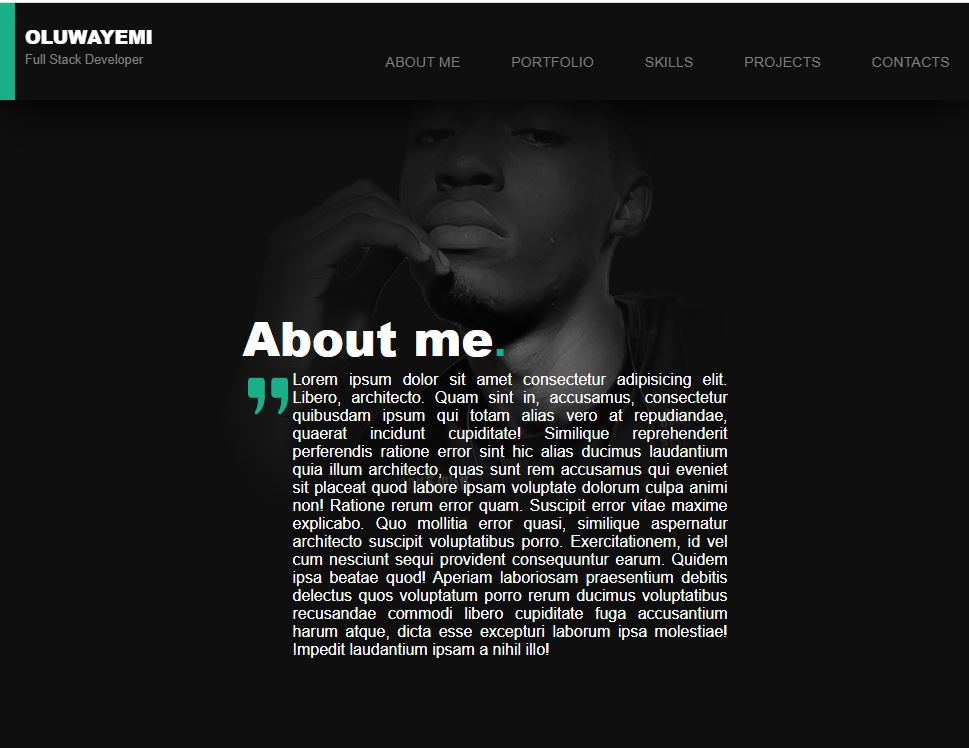 OLUWAYEMI
Full Stack Developer
ABOUT ME PORTFOLIO SKILLS PROJECTS CONTACTS
About me.
Lorem ipsum dolor sit amet consectetur adipisicing elit.
Libero, architecto. Quam sint in, accusamus, consectetur
quibusdam ipsum qui totam alias vero at repudiandae,
quaerat incidunt cupiditate! Similique reprehenderit
perferendis ratione error sint hic alias ducimus laudantium
quia illum architecto, quas sunt rem accusamus qui eveniet
sit placeat quod labore ipsam voluptate dolorum culpa animi
non! Ratione rerum error quam. Suscipit error vitae maxime
explicabo. Quo mollitia error quasi, similique aspernatur
architecto suscipit voluptatibus porro. Exercitationem, id vel
cum nesciunt sequi provident consequuntur earum. Quidem
ipsa beatae quod! Aperiam laboriosam praesentium debitis
delectus quos voluptatum porro rerum ducimus voluptatibus
recusandae commodi libero cupiditate fuga accusantium
harum atque, dicta esse excepturi laborum ipsa molestiae!
Impedit laudantium ipsam a nihil illo!